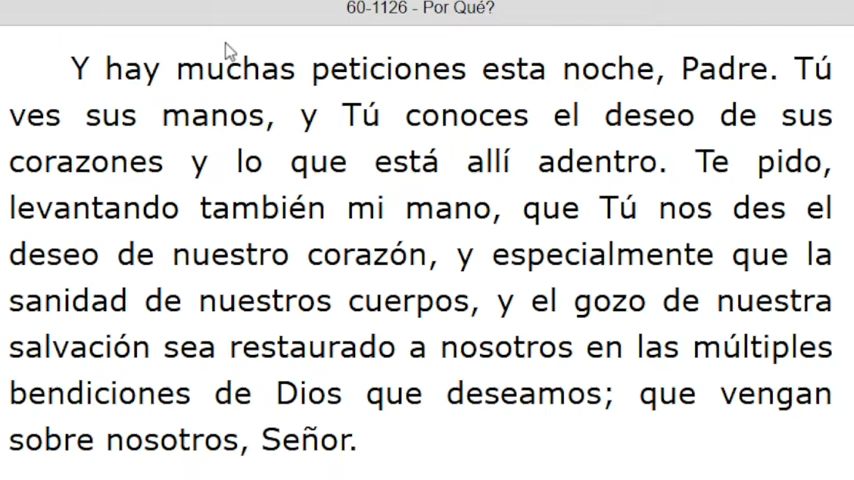 60-1126 - Por Qué?
Y hay muchas peticiones esta noche, Padre. Tú
ves sus manos, y Tú conoces el deseo de sus
corazones y lo que está allí adentro. Te pido,
levantando también mi mano, que Tú nos des el
deseo de nuestro corazón, y especialmente que la
sanidad de nuestros cuerpos, y el gozo de nuestra
salvación sea restaurado a nosotros en las múltiples
bendiciones de Dios que deseamos; que vengan
sobre nosotros, Señor.